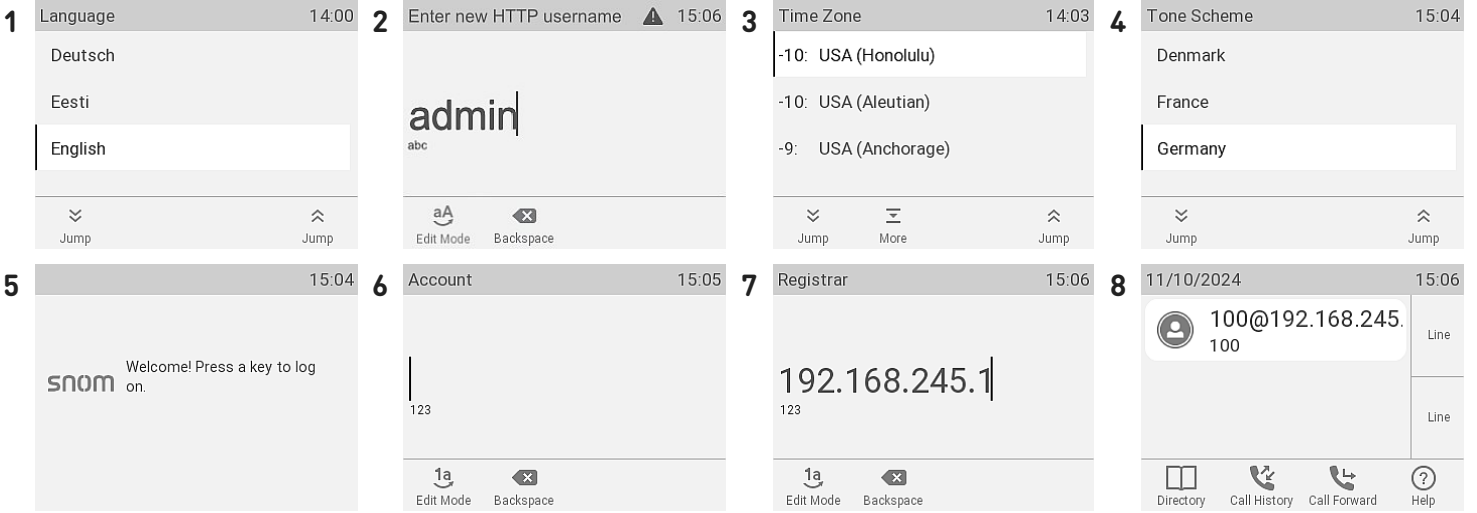 1
Language 14:00
Deutsch
Eesti
English
Jump Jump
2
Enter new HTTP username 15:06
admin
abc
aA
Edit Mode Backspace
3
Time Zone 14:03
-10: USA (Honolulu)
-10: USA (Aleutian)
-9: USA (Anchorage)
Jump More Jump
4
Tone Scheme 15:04
Denmark
France
Germany
Jump Jump
5
15:04
snom
Welcome! Press a key to log
on.
6
Account 15:05
123
1a
Edit Mode Backspace
7
Registrar 15:06
192.168.245.1
123
1a
Edit Mode Backspace
8
11/10/2024 15:06
100@192.168.245.
100
Line
Line
?
Directory Call History Call Forward Help